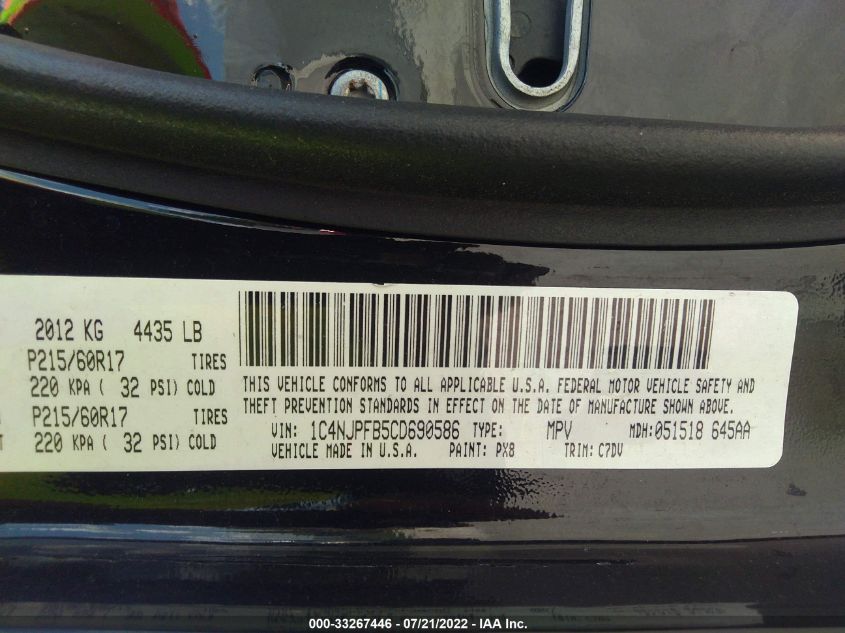 2012 KG 4435 LB
P215/60R17 TIRES
220 KPA ( 32 PSI) COLD
P215/60R17 TIRES
220 KPA ( 32 PSI) COLD
THIS VEHICLE CONFORMS TO ALL APPLICABLE U.S.A. FEDERAL MOTOR VEHICLE SAFETY AND
THEFT PREVENTION STANDARDS IN EFFECT ON THE DATE OF MANUFACTURE SHOWN ABOVE.
VIN: 1C4NJPFB5CD690586 TYPE: MPV MDH:051518 645AA
VEHICLE MADE IN U.S.A. PAINT: PX8 TRIM: C7DV
000-33267446 - 07/21/2022 - IAA Inc.